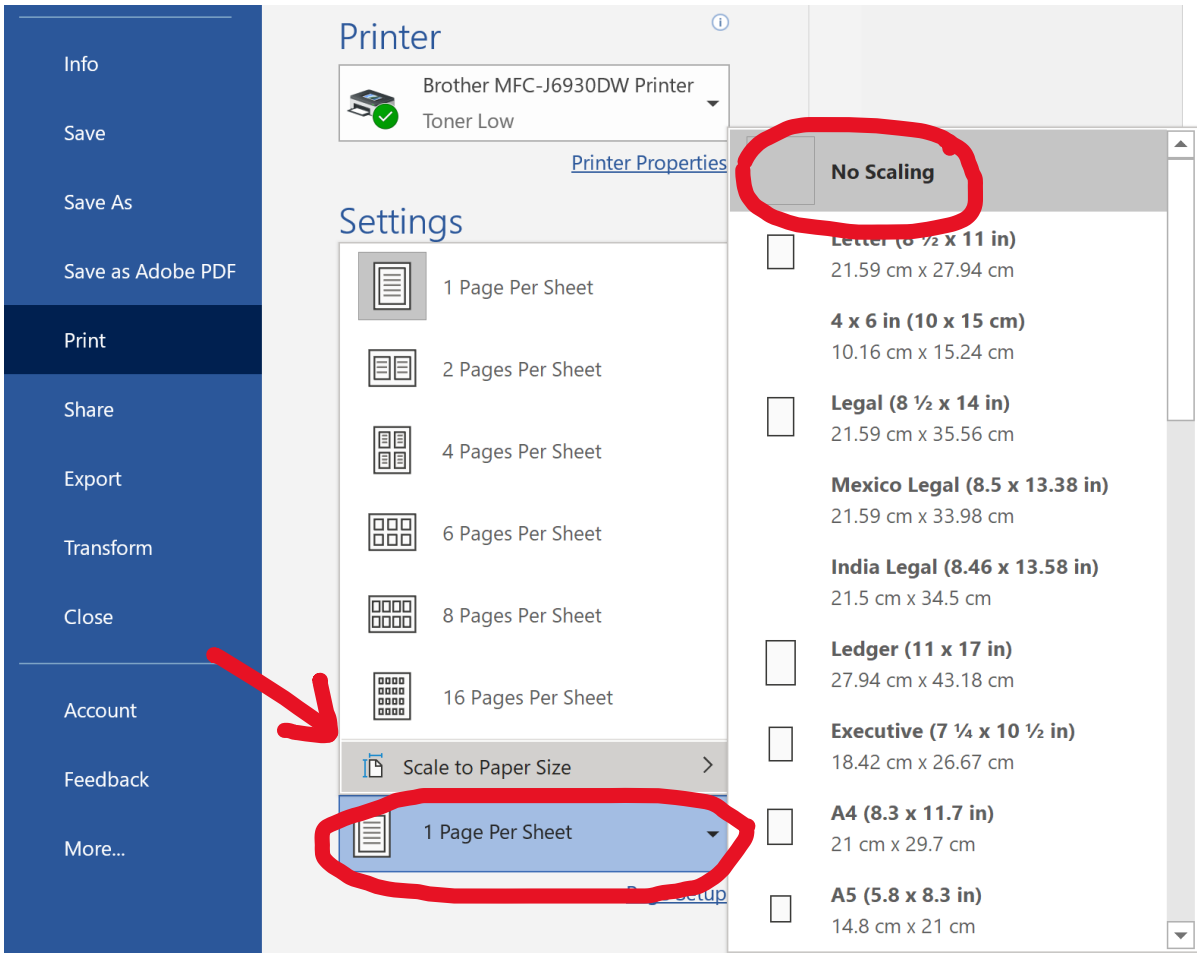 Info
Save
Save As
Save as Adobe PDF
Print
Share
Export
Transform
Close
Account
Feedback
More...
Printer
Brother MFC-J6930DW Printer
Toner Low
Printer Properties
Settings
1 Page Per Sheet
2 Pages Per Sheet
4 Pages Per Sheet
6 Pages Per Sheet
8 Pages Per Sheet
16 Pages Per Sheet
Scale to Paper Size
1 Page Per Sheet
Page Setup
No Scaling
Letter (8 ½ x 11 in)
21.59 cm x 27.94 cm
4 x 6 in (10 x 15 cm)
10.16 cm x 15.24 cm
Legal (8 ½ x 14 in)
21.59 cm x 35.56 cm
Mexico Legal (8.5 x 13.38 in)
21.59 cm x 33.98 cm
India Legal (8.46 x 13.58 in)
21.5 cm x 34.5 cm
Ledger (11 x 17 in)
27.94 cm x 43.18 cm
Executive (7 ¼ x 10 ½ in)
18.42 cm x 26.67 cm
A4 (8.3 x 11.7 in)
21 cm x 29.7 cm
A5 (5.8 x 8.3 in)
14.8 cm x 21 cm